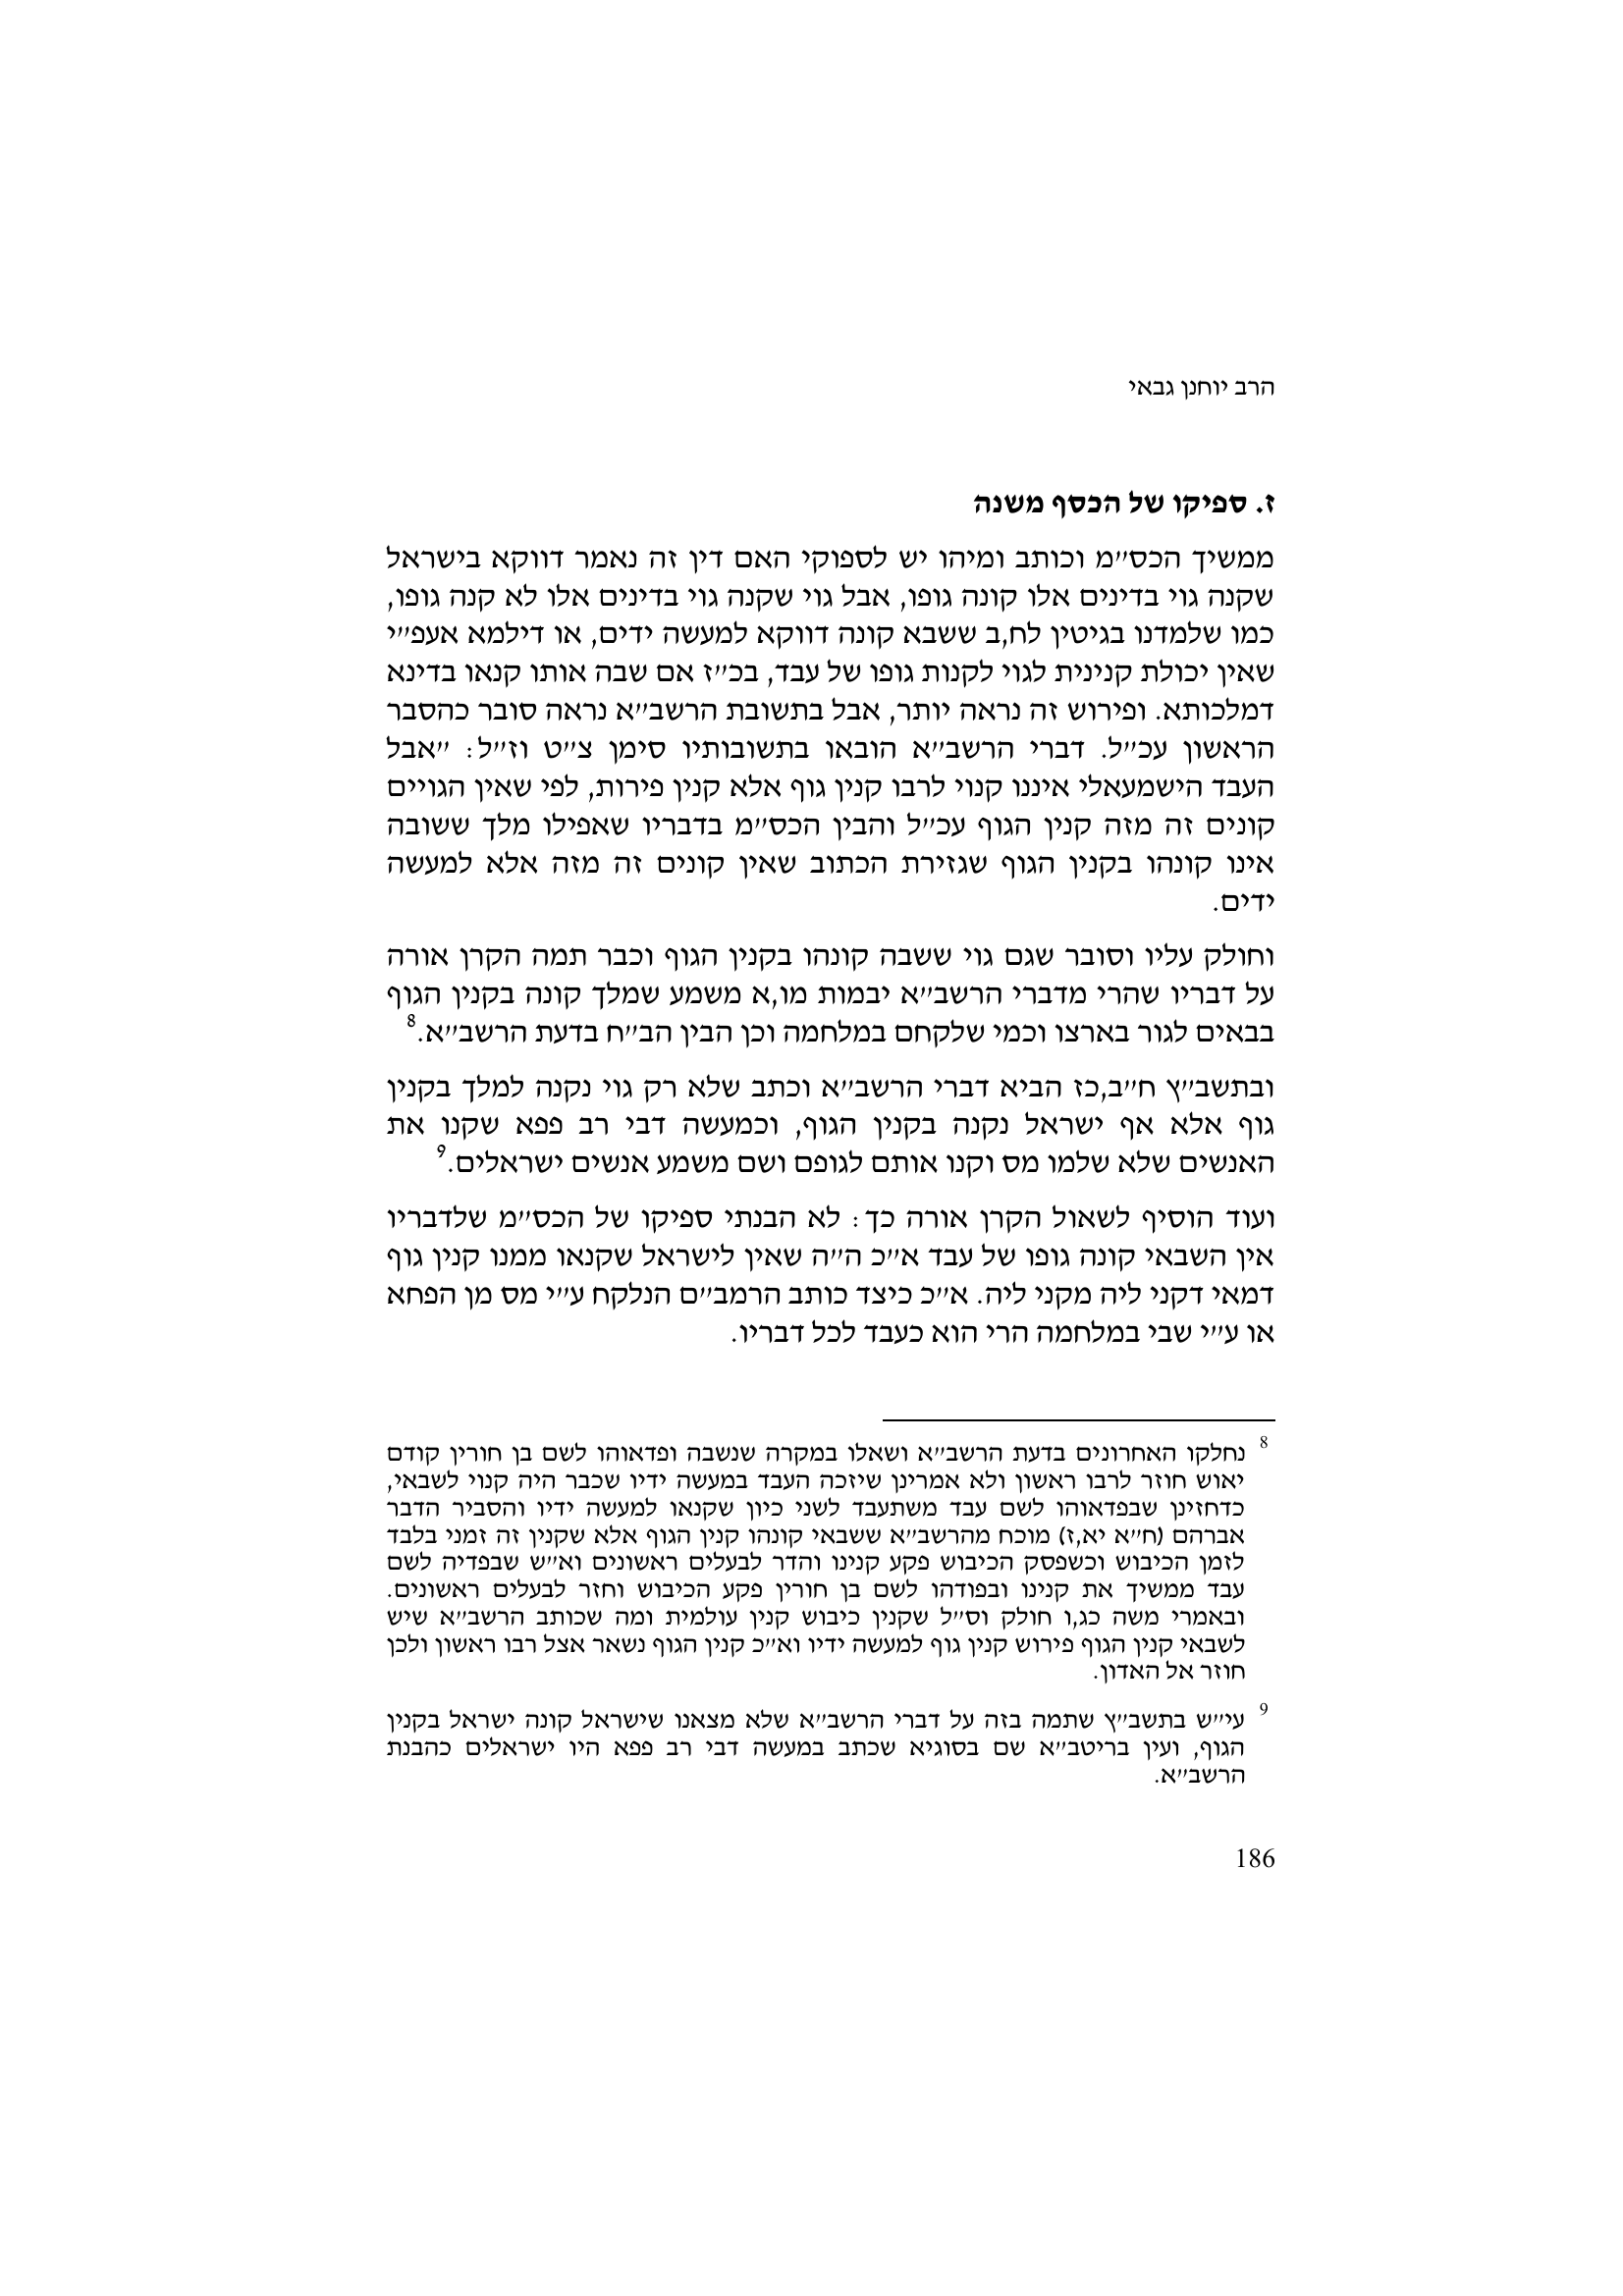 הרב יוחנן גבאי
ז. ספיקו של הכסף משנה
ממשיך הכס״מ וכותב ומיהו יש לספוקי האם דין זה נאמר דווקא בישראל
שקנה גוי בדינים אלו קונה גופו, אבל גוי שקנה גוי בדינים אלו לא קנה גופו,
כמו שלמדנו בגיטין לח,ב ששבא קונה דווקא למעשה ידים, או דילמא אעפ״י
שאין יכולת קנינית לגוי לקנות גופו של עבד, בכ״ז אם שבה אותו קנאו בדינא
דמלכותא. ופירוש זה נראה יותר, אבל בתשובת הרשב״א נראה סובר כהסבר
הראשון עכ״ל. דברי הרשב״א הובאו בתשובותיו סימן צ״ט וז״ל: ״אבל
העבד הישמעאלי איננו קנוי לרבו קנין גוף אלא קנין פירות, לפי שאין הגויים
קונים זה מזה קנין הגוף עכ״ל והבין הכס״מ בדבריו שאפילו מלך ששובה
אינו קונהו בקנין הגוף שגזירת הכתוב שאין קונים זה מזה אלא למעשה
ידים.
וחולק עליו וסובר שגם גוי ששבה קונהו בקנין הגוף וכבר תמה הקרן אורה
על דבריו שהרי מדברי הרשב״א יבמות מו,א משמע שמלך קונה בקנין הגוף
בבאים לגור בארצו וכמי שלקחם במלחמה וכן הבין הב״ח בדעת הרשב״א.8
ובתשב״ץ ח״ב,כז הביא דברי הרשב״א וכתב שלא רק גוי נקנה למלך בקנין
גוף אלא אף ישראל נקנה בקנין הגוף, וכמעשה דבי רב פפא שקנו את
האנשים שלא שלמו מס וקנו אותם לגופם ושם משמע אנשים ישראלים.9
ועוד הוסיף לשאול הקרן אורה כך: לא הבנתי ספיקו של הכס״מ שלדבריו
אין השבאי קונה גופו של עבד א״כ ה״ה שאין לישראל שקנאו ממנו קנין גוף
דמאי דקני ליה מקני ליה. א״כ כיצד כותב הרמב״ם הנלקח ע״י מס מן הפחא
או ע״י שבי במלחמה הרי הוא כעבד לכל דבריו.
8 נחלקו האחרונים בדעת הרשב״א ושאלו במקרה שנשבה ופדאוהו לשם בן חורין קודם
יאוש חוזר לרבו ראשון ולא אמרינן שיזכה העבד במעשה ידיו שכבר היה קנוי לשבאי,
כדחזינן שבפדאוהו לשם עבד משתעבד לשני כיון שקנאו למעשה ידיו והסביר הדבר
אברהם (ח״א יא,ז) מוכח מהרשב״א ששבאי קונהו קנין הגוף אלא שקנין זה זמני בלבד
לזמן הכיבוש וכשפסק הכיבוש פקע קנינו והדר לבעלים ראשונים וא״ש שבפדיה לשם
עבד ממשיך את קנינו ובפודהו לשם בן חורין פקע הכיבוש וחזר לבעלים ראשונים.
ובאמרי משה כג,ו חולק וס״ל שקנין כיבוש קנין עולמית ומה שכותב הרשב״א שיש
לשבאי קנין הגוף פירוש קנין גוף למעשה ידיו וא״כ קנין הגוף נשאר אצל רבו ראשון ולכן
חוזר אל האדון.
9 עי״ש בתשב״ץ שתמה בזה על דברי הרשב״א שלא מצאנו שישראל קונה ישראל בקנין
הגוף, ועין בריטב״א שם בסוגיא שכתב במעשה דבי רב פפא היו ישראלים כהבנת
הרשב״א.
186